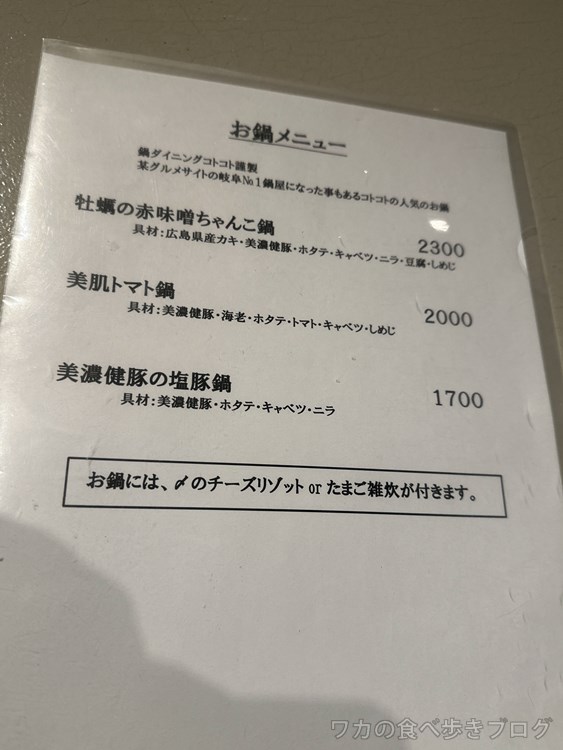 お鍋メニュー
鍋ダイニングコトコト謹製
某グルメサイトの岐阜№1鍋屋になった事もあるコトコトの人気のお鍋
牡蠣の赤味噌ちゃんこ鍋 2300
具材:広島県産カキ・美濃健豚・ホタテ・キャベツ・ニラ・豆腐・しめじ
美肌トマト鍋 2000
具材:美濃健豚・海老・ホタテ・トマト・キャベツ・しめじ
美濃健豚の塩豚鍋 1700
具材:美濃健豚・ホタテ・キャベツ・ニラ
お鍋には、〆のチーズリゾット or たまご雑炊が付きます。
ワカの食べ歩きブログ